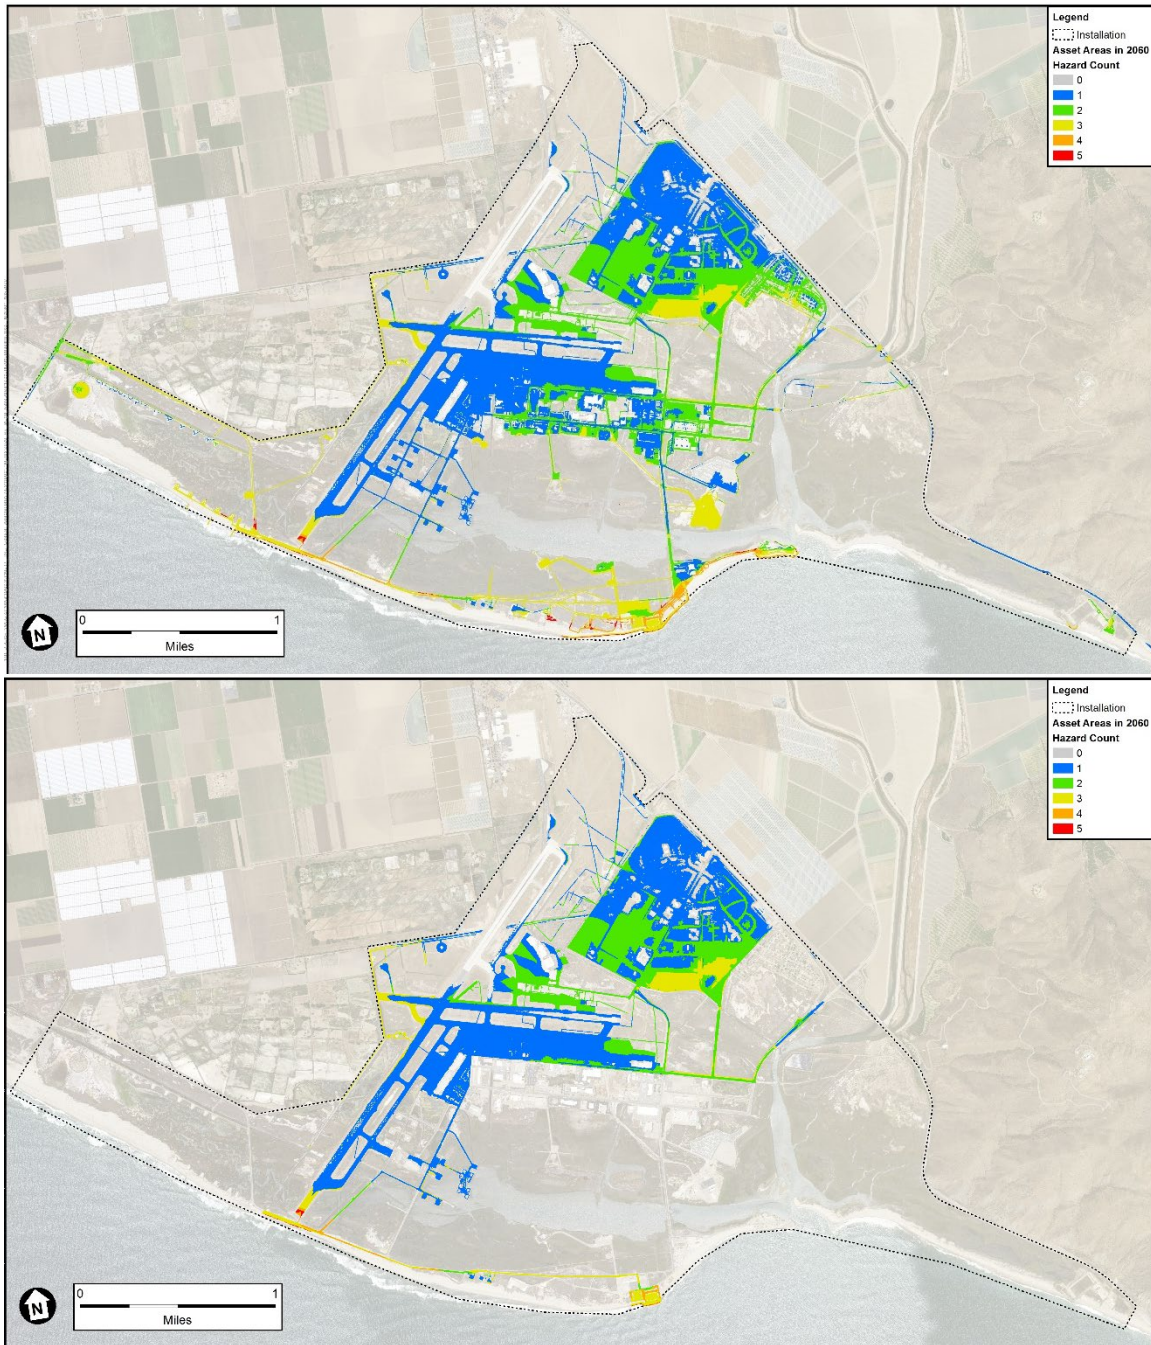 Legend
Installation
Asset Areas in 2060
Hazard Count
0
1
2
3
4
5
N
0 1
Miles
Legend
Installation
Asset Areas in 2060
Hazard Count
0
1
2
3
4
5
N
0 1
Miles